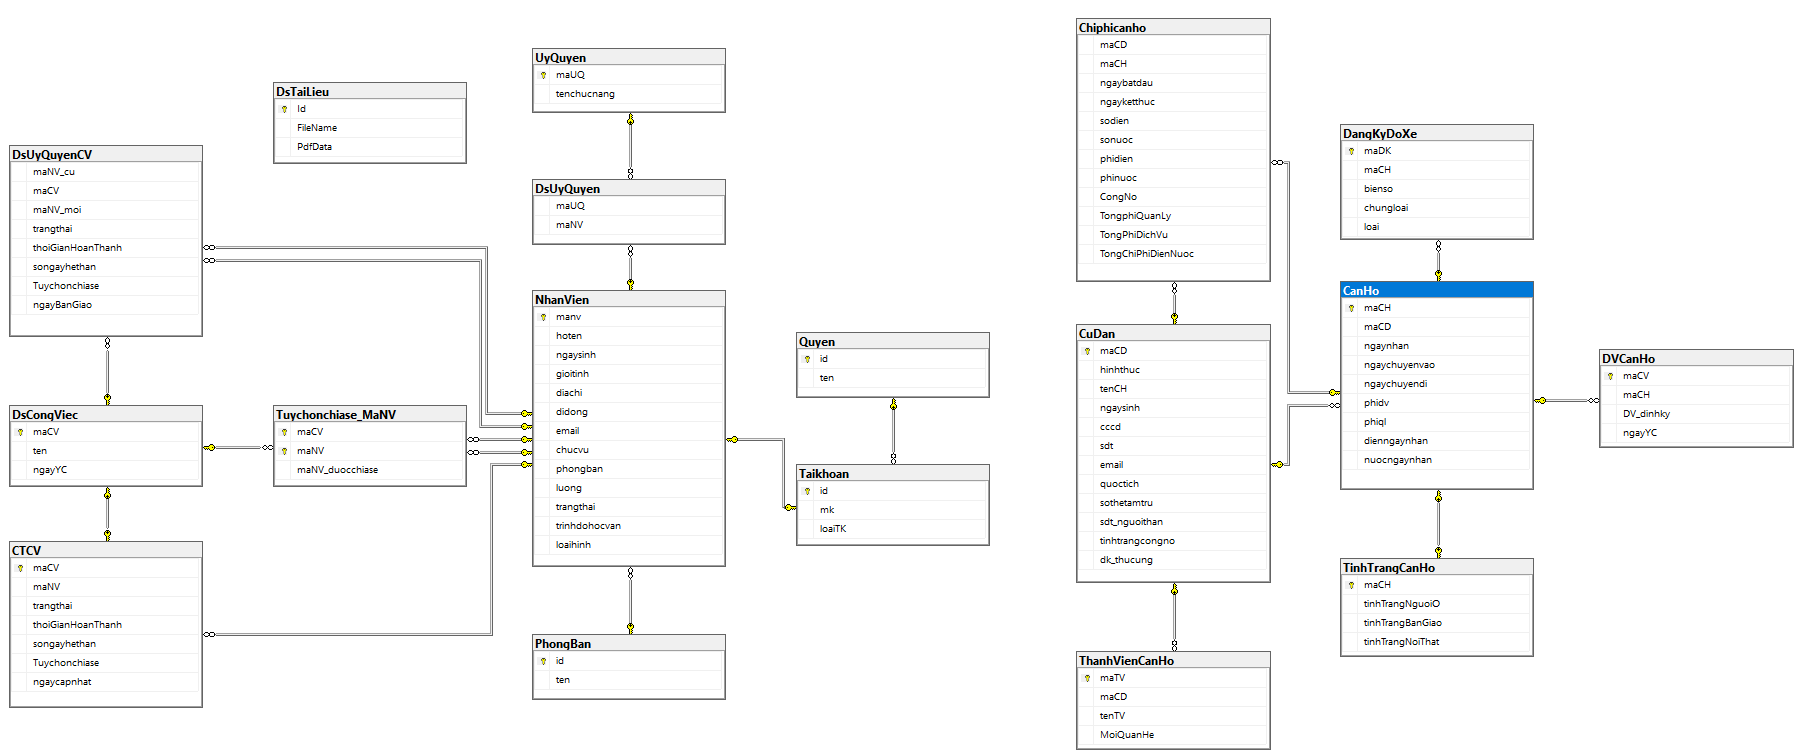 DsUyQuyenCV
maNV_cu
maCV
maNV_moi
trangthai
thoiGianHoanThanh
songayhethan
Tuychonchiase
ngayBanGiao
DsCongViec
maCV
ten
ngayYC
CTCV
maCV
maNV
trangthai
thoiGianHoanThanh
songayhethan
Tuychonchiase
ngaycapnhat
DsTaiLieu
Id
FileName
PdfData
Tuychonchiase_MaNV
maCV
maNV
maNV_duocchiase
UyQuyen
maUQ
tenchucnang
DsUyQuyen
maUQ
maNV
NhanVien
manv
hoten
ngaysinh
gioitinh
diachi
didong
email
chucvu
phongban
luong
trangthai
trinhdohocvan
loaihinh
PhongBan
id
ten
Quyen
id
ten
Taikhoan
id
mk
loaiTK
Chiphicanho
maCD
maCH
ngaybatdau
ngayketthuc
sodien
sonuoc
phidien
phinuoc
CongNo
TongphiQuanLy
TongPhiDichVu
TongChiPhiDienNuoc
CuDan
maCD
hinhthuc
tenCH
ngaysinh
cccd
sdt
email
quoctich
sothetamtru
sdt_nguoithan
tinhtrangcongno
dk_thucung
ThanhVienCanHo
maTV
maCD
tenTV
MoiQuanHe
DangKyDoXe
maDK
maCH
bienso
chungloai
loai
CanHo
maCH
maCD
ngaynhan
ngaychuyenvao
ngaychuyendi
phidv
phiql
dienngaynhan
nuocngaynhan
TinhTrangCanHo
maCH
tinhTrangNguoiO
tinhTrangBanGiao
tinhTrangNoiThat
DVCanHo
maCV
maCH
DV_dinhky
ngayYC